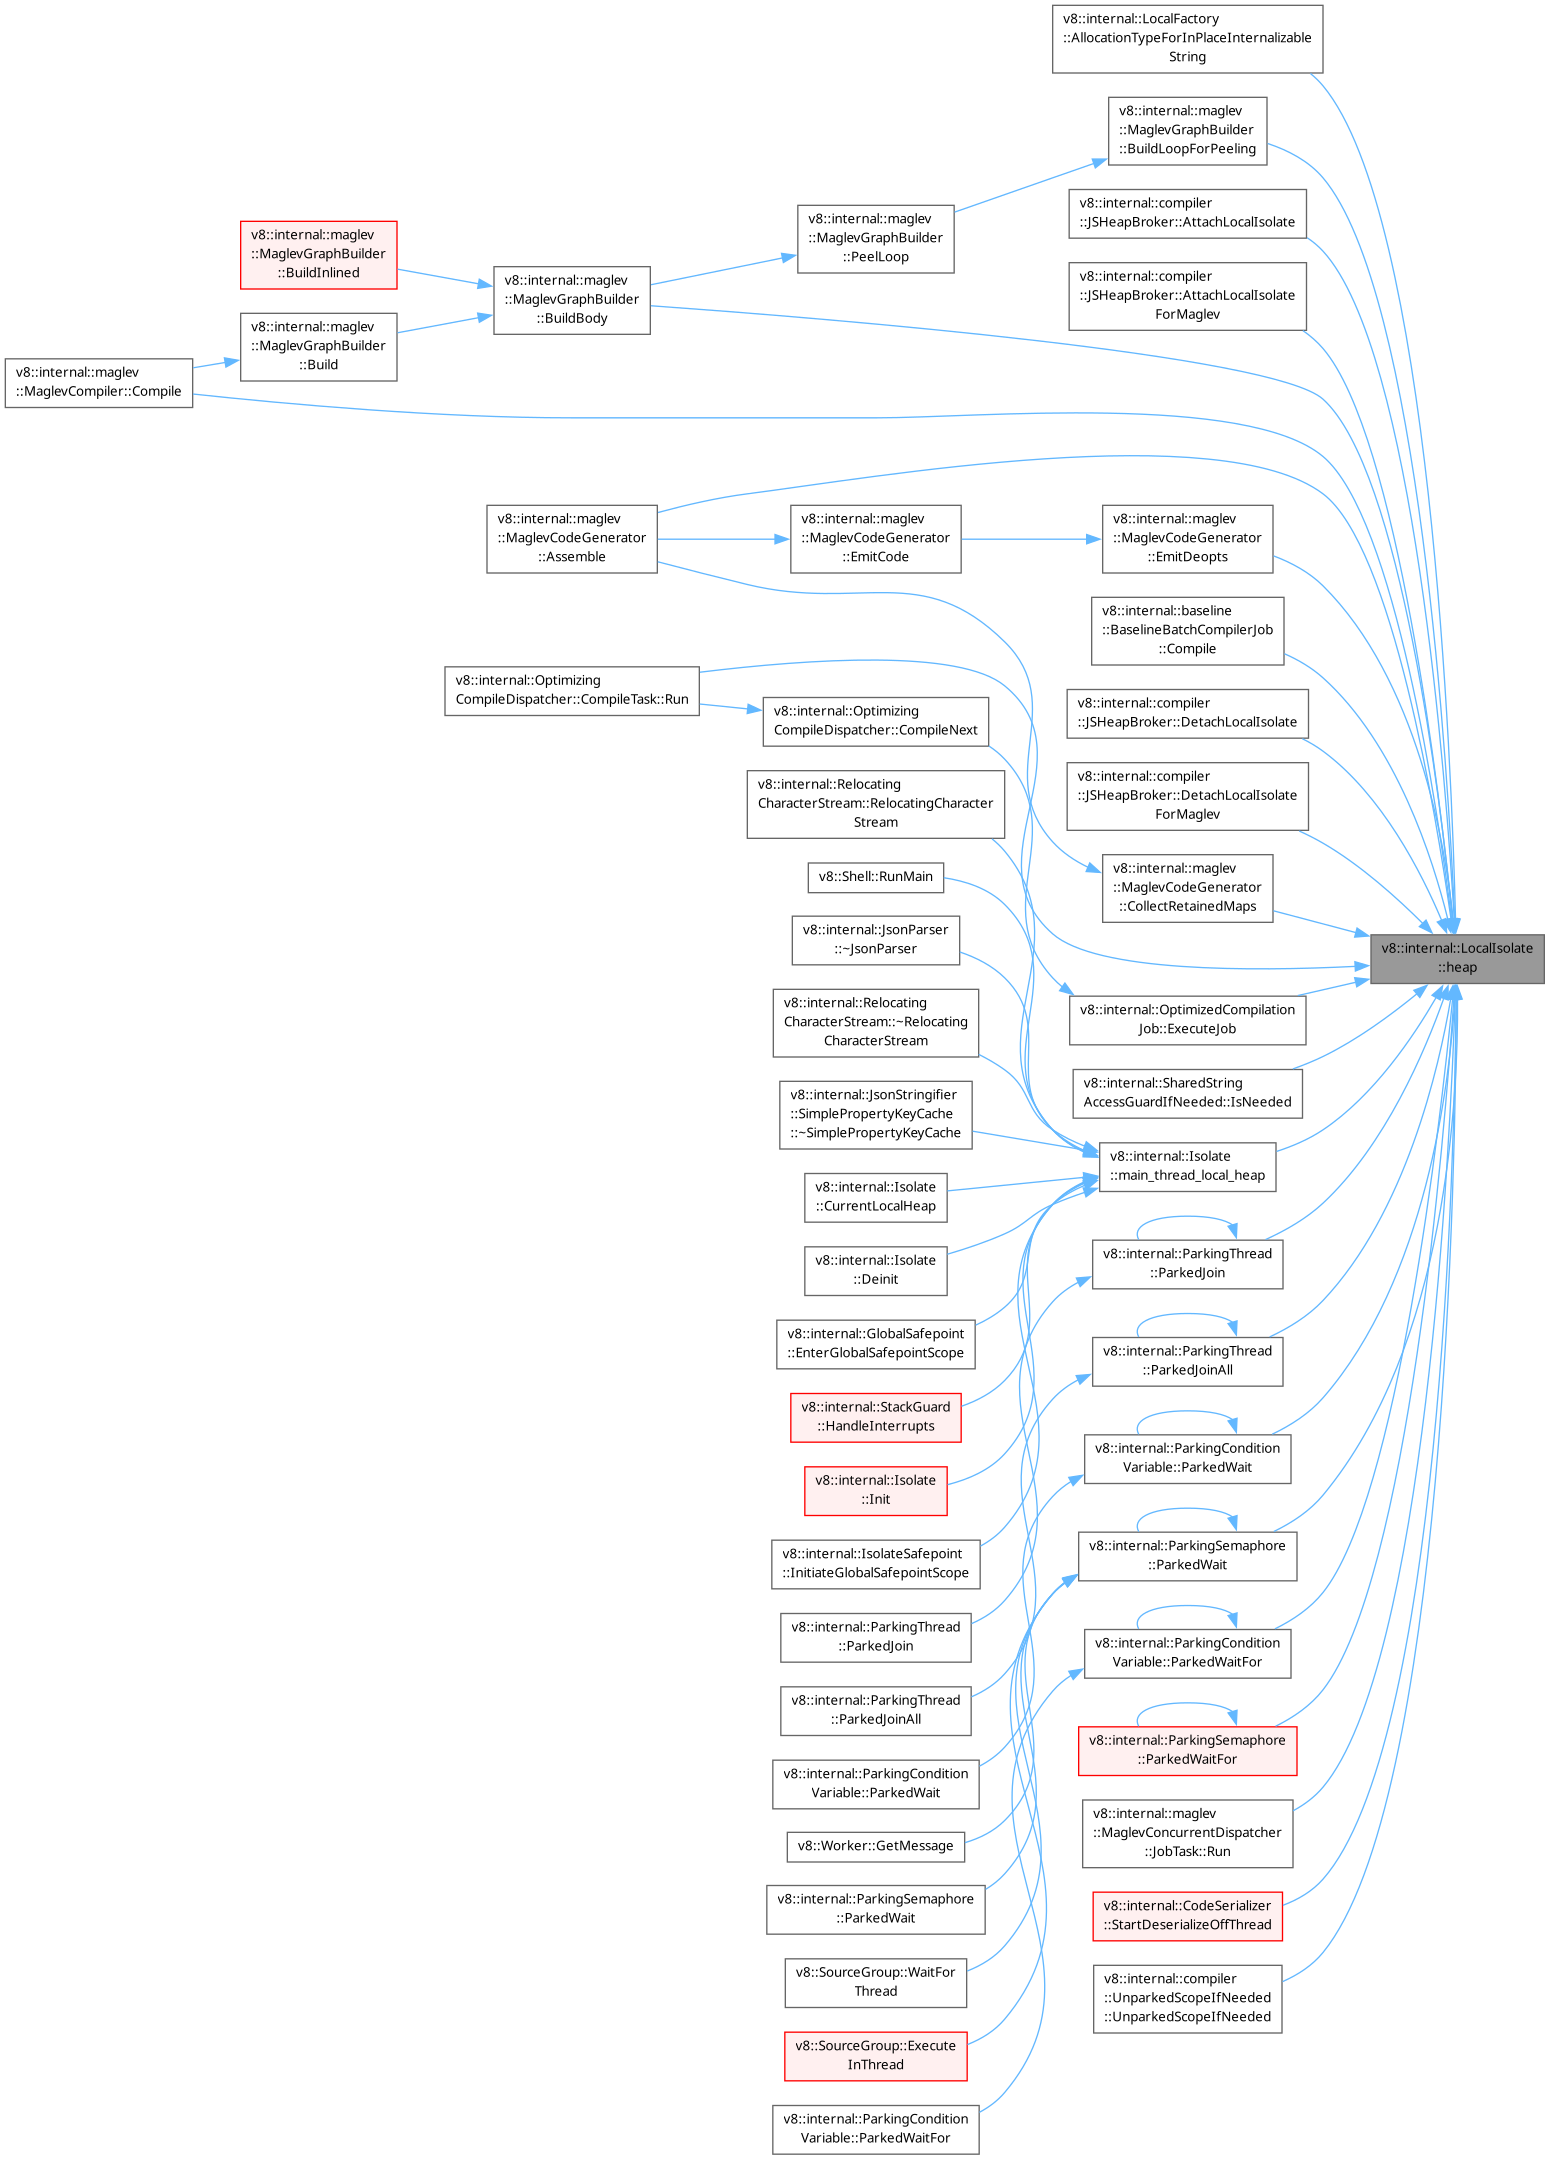 v8::internal::LocalFactory
::AllocationTypeForInPlaceInternalizable
String
v8::internal::maglev
::MaglevGraphBuilder
::BuildLoopForPeeling
v8::internal::compiler
::JSHeapBroker::AttachLocalIsolate
v8::internal::compiler
::JSHeapBroker::AttachLocalIsolate
ForMaglev
v8::internal::maglev
::MaglevGraphBuilder
::PeelLoop
v8::internal::maglev
::MaglevGraphBuilder
::BuildInlined
v8::internal::maglev
::MaglevGraphBuilder
::BuildBody
v8::internal::maglev
::MaglevGraphBuilder
::Build
v8::internal::maglev
::MaglevCompiler::Compile
v8::internal::maglev
::MaglevCodeGenerator
::Assemble
v8::internal::maglev
::MaglevCodeGenerator
::EmitCode
v8::internal::maglev
::MaglevCodeGenerator
::EmitDeopts
v8::internal::baseline
::BaselineBatchCompilerJob
::Compile
v8::internal::Optimizing
CompileDispatcher::CompileTask::Run
v8::internal::Optimizing
CompileDispatcher::CompileNext
v8::internal::compiler
::JSHeapBroker::DetachLocalIsolate
v8::internal::compiler
::JSHeapBroker::DetachLocalIsolate
ForMaglev
v8::internal::Relocating
CharacterStream::RelocatingCharacter
Stream
v8::Shell::RunMain
v8::internal::maglev
::MaglevCodeGenerator
::CollectRetainedMaps
v8::internal::JsonParser
::~JsonParser
v8::internal::LocalIsolate
::heap
v8::internal::Relocating
CharacterStream::~Relocating
CharacterStream
v8::internal::OptimizedCompilation
Job::ExecuteJob
v8::internal::SharedString
AccessGuardIfNeeded::IsNeeded
v8::internal::JsonStringifier
::SimplePropertyKeyCache
::~SimplePropertyKeyCache
v8::internal::Isolate
::main_thread_local_heap
v8::internal::Isolate
::CurrentLocalHeap
v8::internal::Isolate
::Deinit
v8::internal::ParkingThread
::ParkedJoin
v8::internal::GlobalSafepoint
::EnterGlobalSafepointScope
v8::internal::ParkingThread
::ParkedJoinAll
v8::internal::StackGuard
::HandleInterrupts
v8::internal::ParkingCondition
Variable::ParkedWait
v8::internal::Isolate
::Init
v8::internal::ParkingSemaphore
::ParkedWait
v8::internal::IsolateSafepoint
::InitiateGlobalSafepointScope
v8::internal::ParkingThread
::ParkedJoin
v8::internal::ParkingCondition
Variable::ParkedWaitFor
v8::internal::ParkingThread
::ParkedJoinAll
v8::internal::ParkingSemaphore
::ParkedWaitFor
v8::internal::ParkingCondition
Variable::ParkedWait
v8::internal::maglev
::MaglevConcurrentDispatcher
::JobTask::Run
v8::Worker::GetMessage
v8::internal::ParkingSemaphore
::ParkedWait
v8::internal::CodeSerializer
::StartDeserializeOffThread
v8::SourceGroup::WaitFor
Thread
v8::internal::compiler
::UnparkedScopeIfNeeded
::UnparkedScopeIfNeeded
v8::SourceGroup::Execute
InThread
v8::internal::ParkingCondition
Variable::ParkedWaitFor